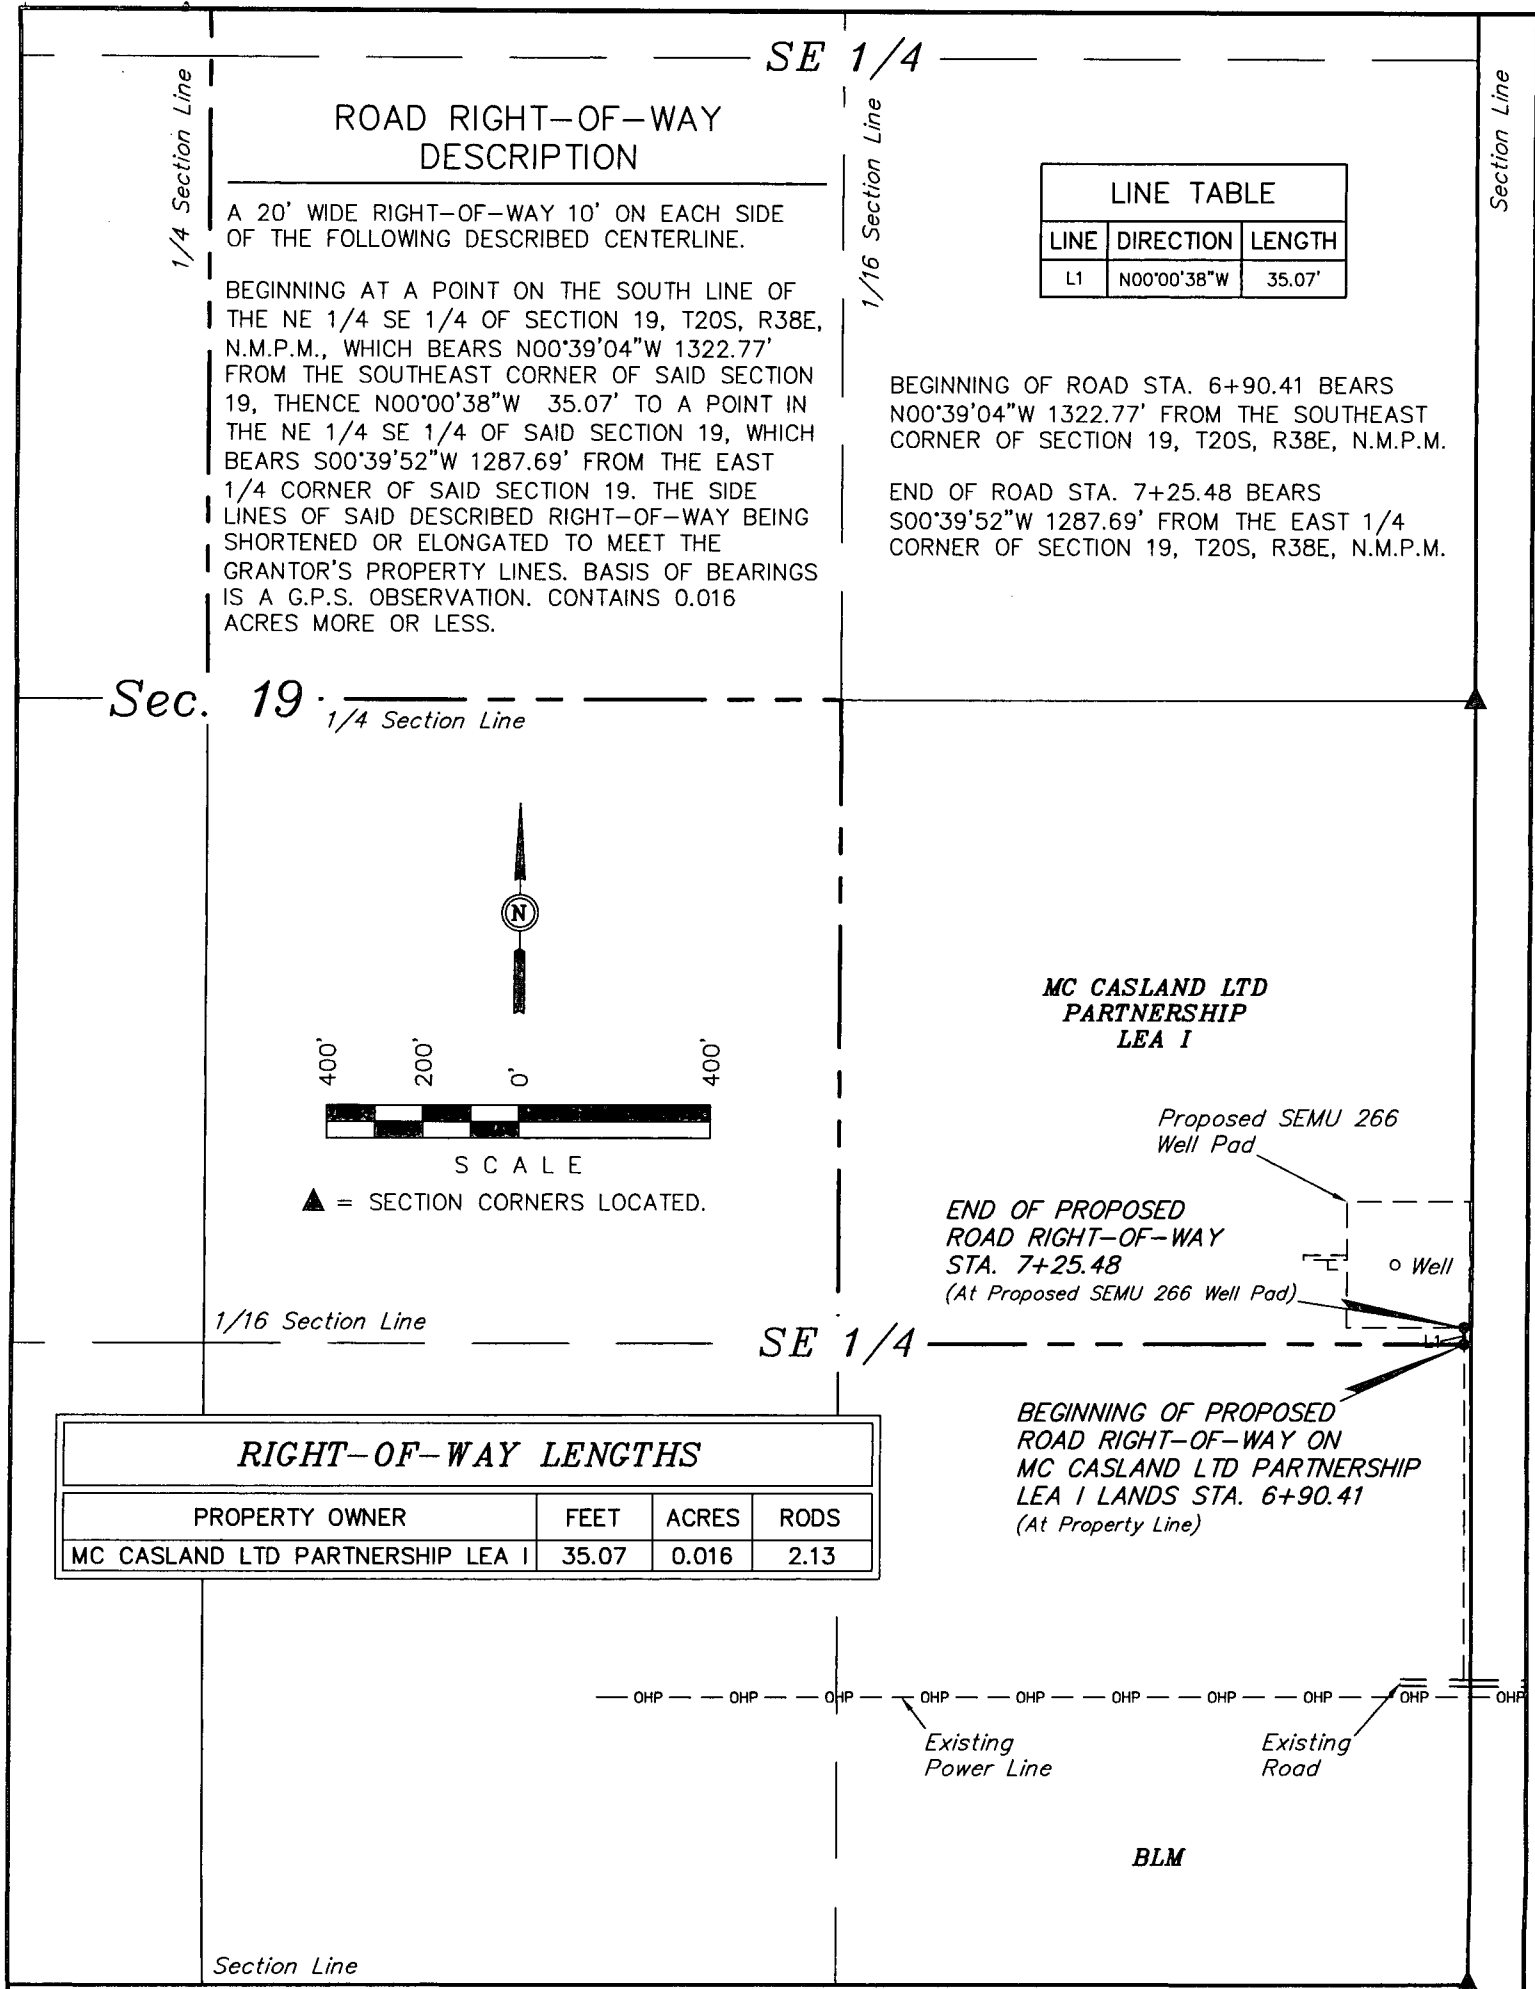 SE 1/4
1/4 Section Line
1/16 Section Line
Section Line
ROAD RIGHT-OF-WAY
DESCRIPTION
A 20' WIDE RIGHT-OF-WAY 10' ON EACH SIDE
OF THE FOLLOWING DESCRIBED CENTERLINE.
BEGINNING AT A POINT ON THE SOUTH LINE OF
THE NE 1/4 SE 1/4 OF SECTION 19, T20S, R38E,
N.M.P.M., WHICH BEARS N00°39'04"W 1322.77'
FROM THE SOUTHEAST CORNER OF SAID SECTION
19, THENCE N00°00'38"W 35.07' TO A POINT IN
THE NE 1/4 SE 1/4 OF SAID SECTION 19, WHICH
BEARS S00°39'52"W 1287.69' FROM THE EAST
1/4 CORNER OF SAID SECTION 19. THE SIDE
LINES OF SAID DESCRIBED RIGHT-OF-WAY BEING
SHORTENED OR ELONGATED TO MEET THE
GRANTOR'S PROPERTY LINES. BASIS OF BEARINGS
IS A G.P.S. OBSERVATION. CONTAINS 0.016
ACRES MORE OR LESS.
LINE TABLE
LINE DIRECTION LENGTH
L1 N00°00'38"W 35.07'
BEGINNING OF ROAD STA. 6+90.41 BEARS
N00°39'04"W 1322.77' FROM THE SOUTHEAST
CORNER OF SECTION 19, T20S, R38E, N.M.P.M.
END OF ROAD STA. 7+25.48 BEARS
S00°39'52"W 1287.69' FROM THE EAST 1/4
CORNER OF SECTION 19, T20S, R38E, N.M.P.M.
Sec. 19
1/4 Section Line
N
400' 200' 0' 400'
SCALE
▲ = SECTION CORNERS LOCATED.
MC CASLAND LTD
PARTNERSHIP
LEA I
Proposed SEMU 266
Well Pad
END OF PROPOSED
ROAD RIGHT-OF-WAY
STA. 7+25.48
(At Proposed SEMU 266 Well Pad)
Well
L1
1/16 Section Line
SE 1/4
BEGINNING OF PROPOSED
ROAD RIGHT-OF-WAY ON
MC CASLAND LTD PARTNERSHIP
LEA I LANDS STA. 6+90.41
(At Property Line)
RIGHT-OF-WAY LENGTHS
PROPERTY OWNER FEET ACRES RODS
MC CASLAND LTD PARTNERSHIP LEA I 35.07 0.016 2.13
OHP OHP OHP OHP OHP OHP OHP OHP OHP OHP
Existing
Power Line
Existing
Road
BLM
Section Line